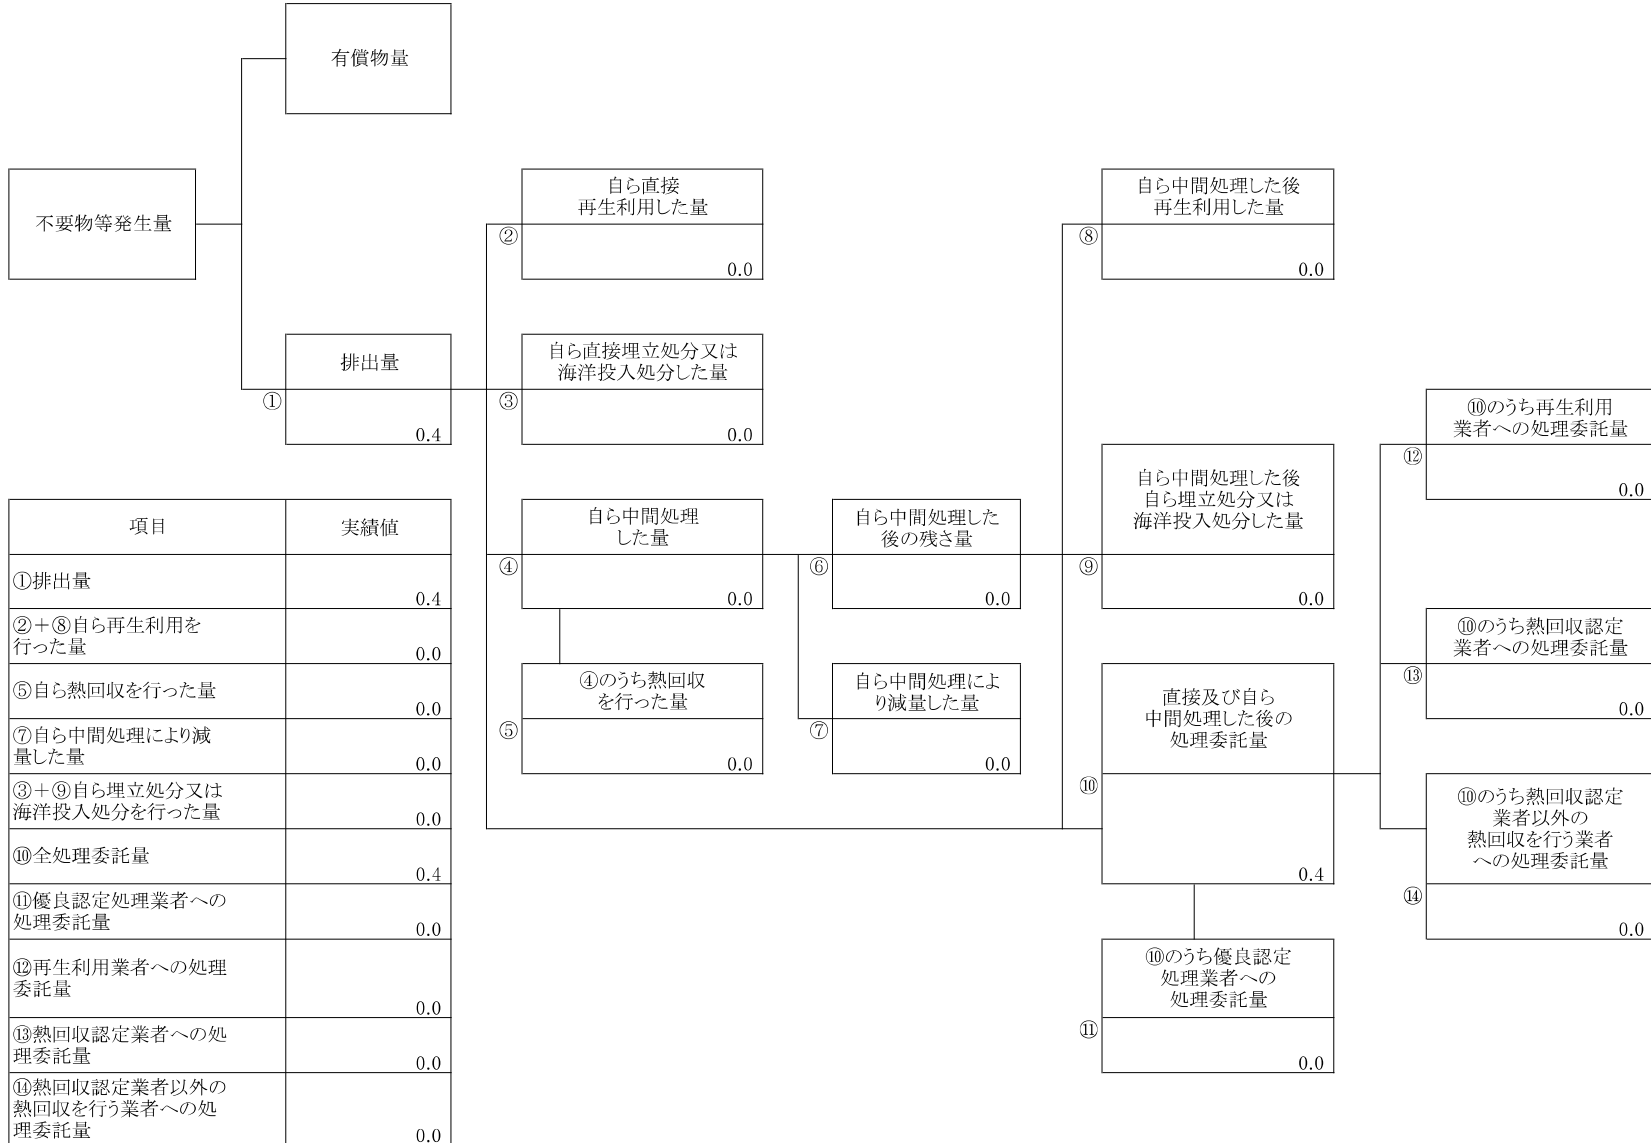 有償物量
不要物等発生量
自ら直接
再生利用した量
②
0.0
自ら中間処理した後
再生利用した量
⑧
0.0
排出量
①
0.4
自ら直接埋立処分又は
海洋投入処分した量
③
0.0
⑩のうち再生利用
業者への処理委託量
⑫
0.0
自ら中間処理
した量
④
0.0
自ら中間処理した
後の残さ量
⑥
0.0
自ら中間処理した後
自ら埋立処分又は
海洋投入処分した量
⑨
0.0
⑩のうち熱回収認定
業者への処理委託量
⑬
0.0
④のうち熱回収
を行った量
⑤
0.0
自ら中間処理によ
り減量した量
⑦
0.0
直接及び自ら
中間処理した後の
処理委託量
⑩
0.4
⑩のうち熱回収認定
業者以外の
熱回収を行う業者
への処理委託量
⑭
0.0
⑩のうち優良認定
処理業者への
処理委託量
⑪
0.0
項目 実績値
①排出量
0.4
②＋⑧自ら再生利用を
行った量
0.0
⑤自ら熱回収を行った量
0.0
⑦自ら中間処理により減
量した量
0.0
③＋⑨自ら埋立処分又は
海洋投入処分を行った量
0.0
⑩全処理委託量
0.4
⑪優良認定処理業者への
処理委託量
0.0
⑫再生利用業者への処理
委託量
0.0
⑬熱回収認定業者への処
理委託量
0.0
⑭熱回収認定業者以外の
熱回収を行う業者への処
理委託量
0.0